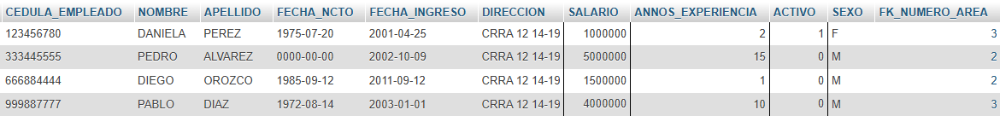 CEDULA_EMPLEADO NOMBRE APELLIDO FECHA_NCTO FECHA_INGRESO DIRECCION SALARIO ANNOS_EXPERIENCIA ACTIVO SEXO FK_NUMERO_AREA
123456780 DANIELA PEREZ 1975-07-20 2001-04-25 CRRA 12 14-19 1000000 2 1 F 3
333445555 PEDRO ALVAREZ 0000-00-00 2002-10-09 CRRA 12 14-19 5000000 15 0 M 2
666884444 DIEGO OROZCO 1985-09-12 2011-09-12 CRRA 12 14-19 1500000 1 0 M 2
999887777 PABLO DIAZ 1972-08-14 2003-01-01 CRRA 12 14-19 4000000 10 0 M 3